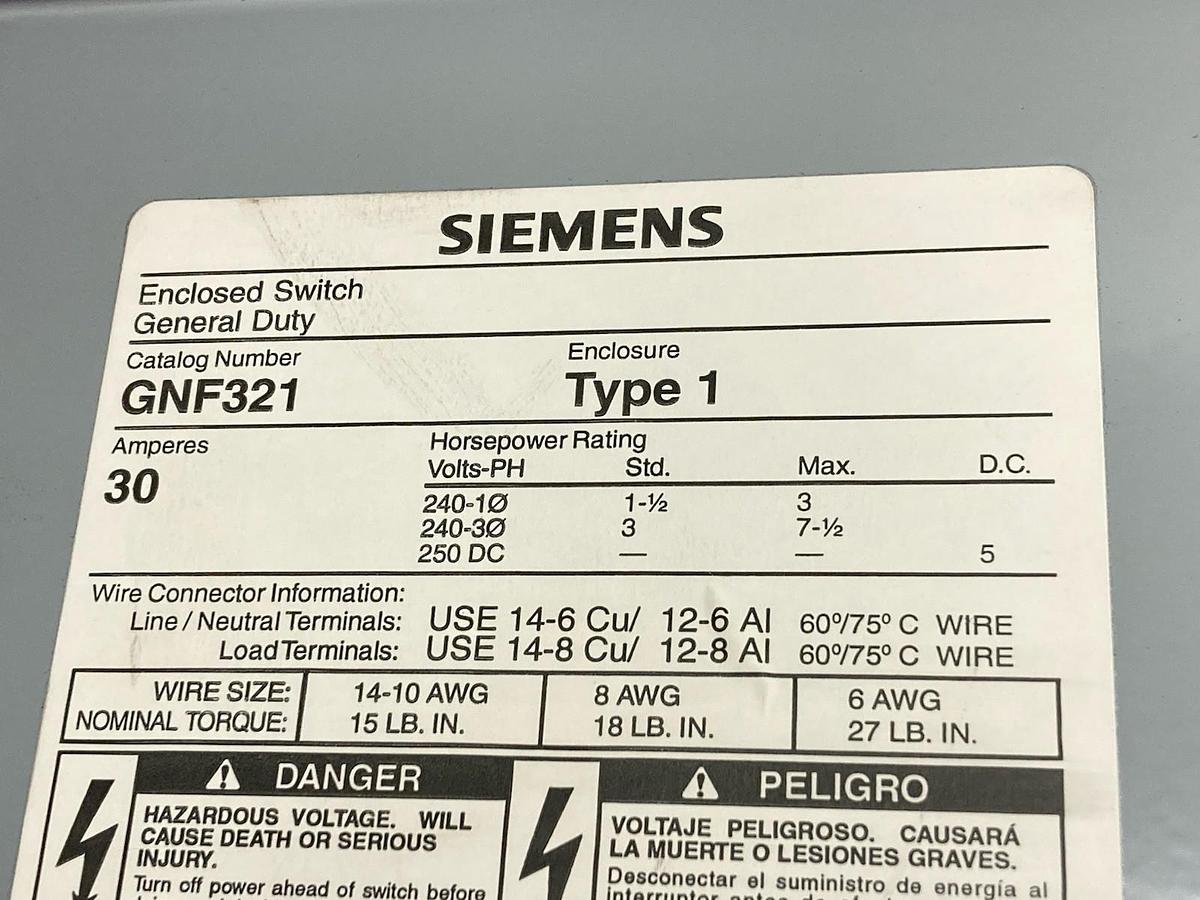 SIEMENS
Enclosed Switch
General Duty
Catalog Number Enclosure
GNF321 Type 1
Amperes Horsepower Rating
30 Volts-PH Std. Max. D.C.
240-1Ø 1-½ 3
240-3Ø 3 7-½
250 DC — — 5
Wire Connector Information:
Line / Neutral Terminals: USE 14-6 Cu/ 12-6 Al 60º/75º C WIRE
Load Terminals: USE 14-8 Cu/ 12-8 Al 60º/75º C WIRE
WIRE SIZE: 14-10 AWG 8 AWG 6 AWG
NOMINAL TORQUE: 15 LB. IN. 18 LB. IN. 27 LB. IN.
DANGER
HAZARDOUS VOLTAGE. WILL
CAUSE DEATH OR SERIOUS
INJURY.
Turn off power ahead of switch before
PELIGRO
VOLTAJE PELIGROSO. CAUSARÁ
LA MUERTE O LESIONES GRAVES.
Desconectar el suministro de energía al
interruptor antes de